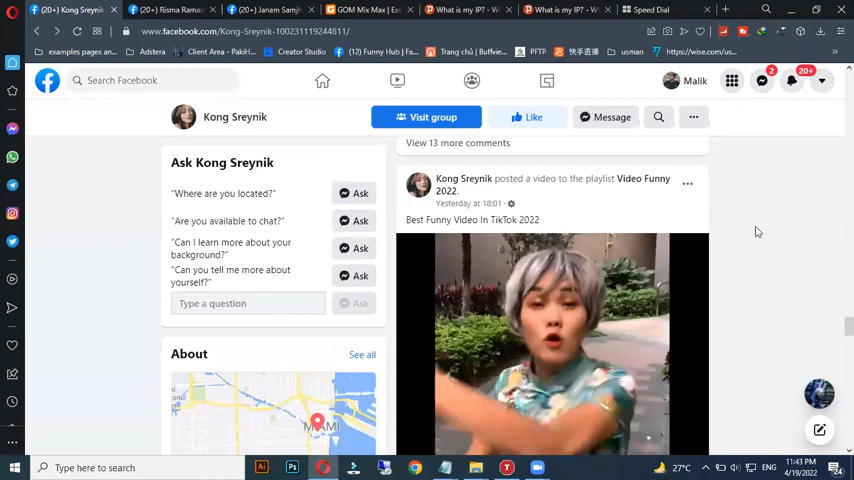 (20+) Kong Sreynik
(20+) Risma Ramad
(20+) Janam Samjh
GOM Mix Max | Eas
What is my IP? - W
What is my IP? - W
Speed Dial
www.facebook.com/Kong-Sreynik-100231119244811/
examples pages an...
Adstera
Client Area - PakiH...
Creator Studio
(12) Funny Hub | Fa...
Trang chủ | Buffvie...
PFTP
快手直播
usman
https://wise.com/us...
Search Facebook
Malik
2
20+
Kong Sreynik
Visit group
Like
Message
View 13 more comments
Ask Kong Sreynik
"Where are you located?"
Ask
"Are you available to chat?"
Ask
"Can I learn more about your
background?"
Ask
"Can you tell me more about
yourself?"
Ask
Type a question
Ask
About
See all
MIAMI
Kong Sreynik posted a video to the playlist Video Funny
2022.
Yesterday at 18:01
Best Funny Video In TikTok 2022
Type here to search
Ai
Ps
27°C
ENG
11:43 PM
4/19/2022
24